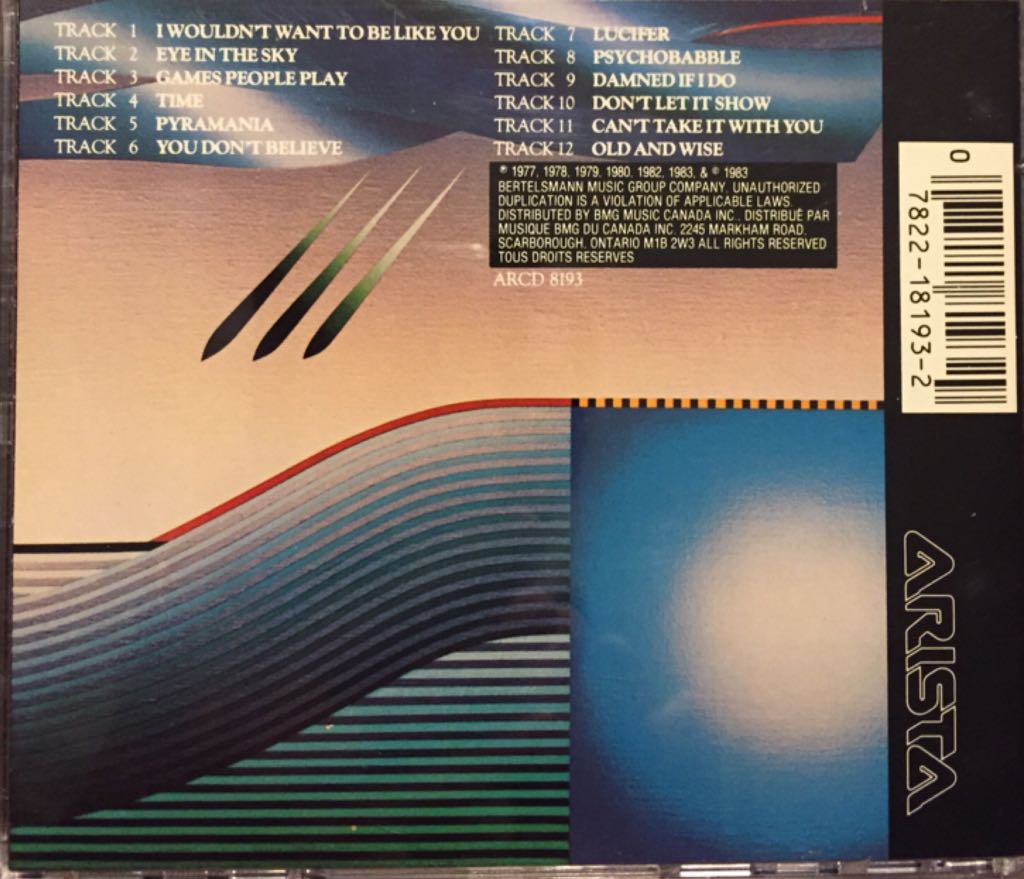 TRACK 1 I WOULDN'T WANT TO BE LIKE YOU
TRACK 2 EYE IN THE SKY
TRACK 3 GAMES PEOPLE PLAY
TRACK 4 TIME
TRACK 5 PYRAMANIA
TRACK 6 YOU DON'T BELIEVE
TRACK 7 LUCIFER
TRACK 8 PSYCHOBABBLE
TRACK 9 DAMNED IF I DO
TRACK 10 DON'T LET IT SHOW
TRACK 11 CAN'T TAKE IT WITH YOU
TRACK 12 OLD AND WISE
℗ 1977, 1978, 1979, 1980, 1982, 1983, & © 1983
BERTELSMANN MUSIC GROUP COMPANY. UNAUTHORIZED
DUPLICATION IS A VIOLATION OF APPLICABLE LAWS.
DISTRIBUTED BY BMG MUSIC CANADA INC., DISTRIBUÉ PAR
MUSIQUE BMG DU CANADA INC. 2245 MARKHAM ROAD,
SCARBOROUGH, ONTARIO M1B 2W3 ALL RIGHTS RESERVED
TOUS DROITS RESERVES
ARCD 8193
0
7822-18193-2
ARISTA